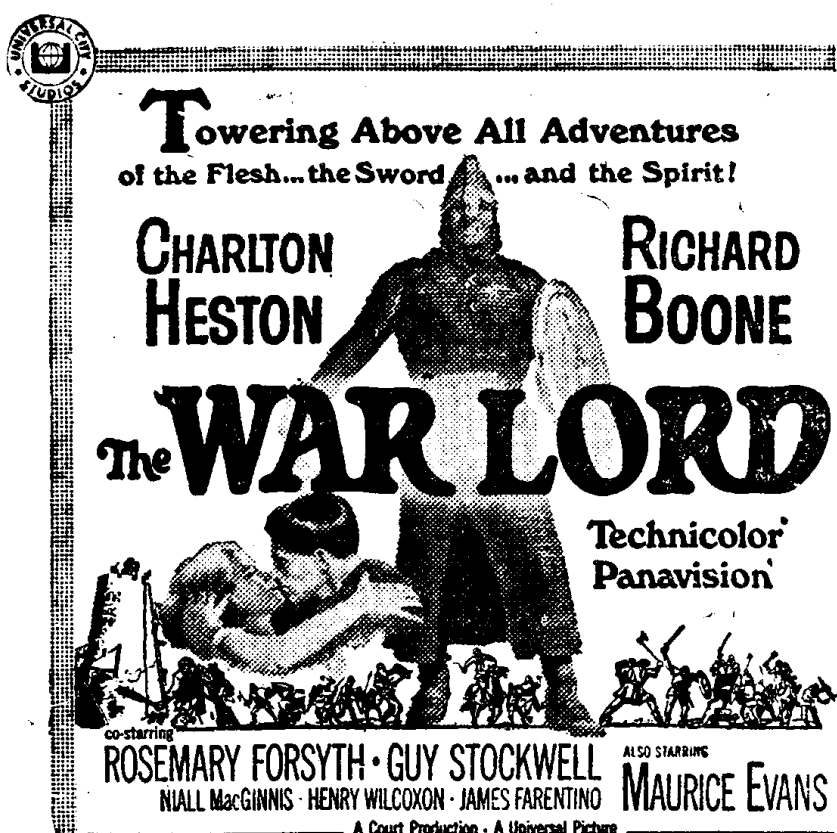 UNIVERSAL CITY STUDIOS
Towering Above All Adventures
of the Flesh...the Sword ...and the Spirit!
CHARLTON HESTON
RICHARD BOONE
The WAR LORD
Technicolor
Panavision
co-starring
ROSEMARY FORSYTH · GUY STOCKWELL
NIALL MacGINNIS · HENRY WILCOXON · JAMES FARENTINO
ALSO STARRING
MAURICE EVANS
A Court Production · A Universal Picture